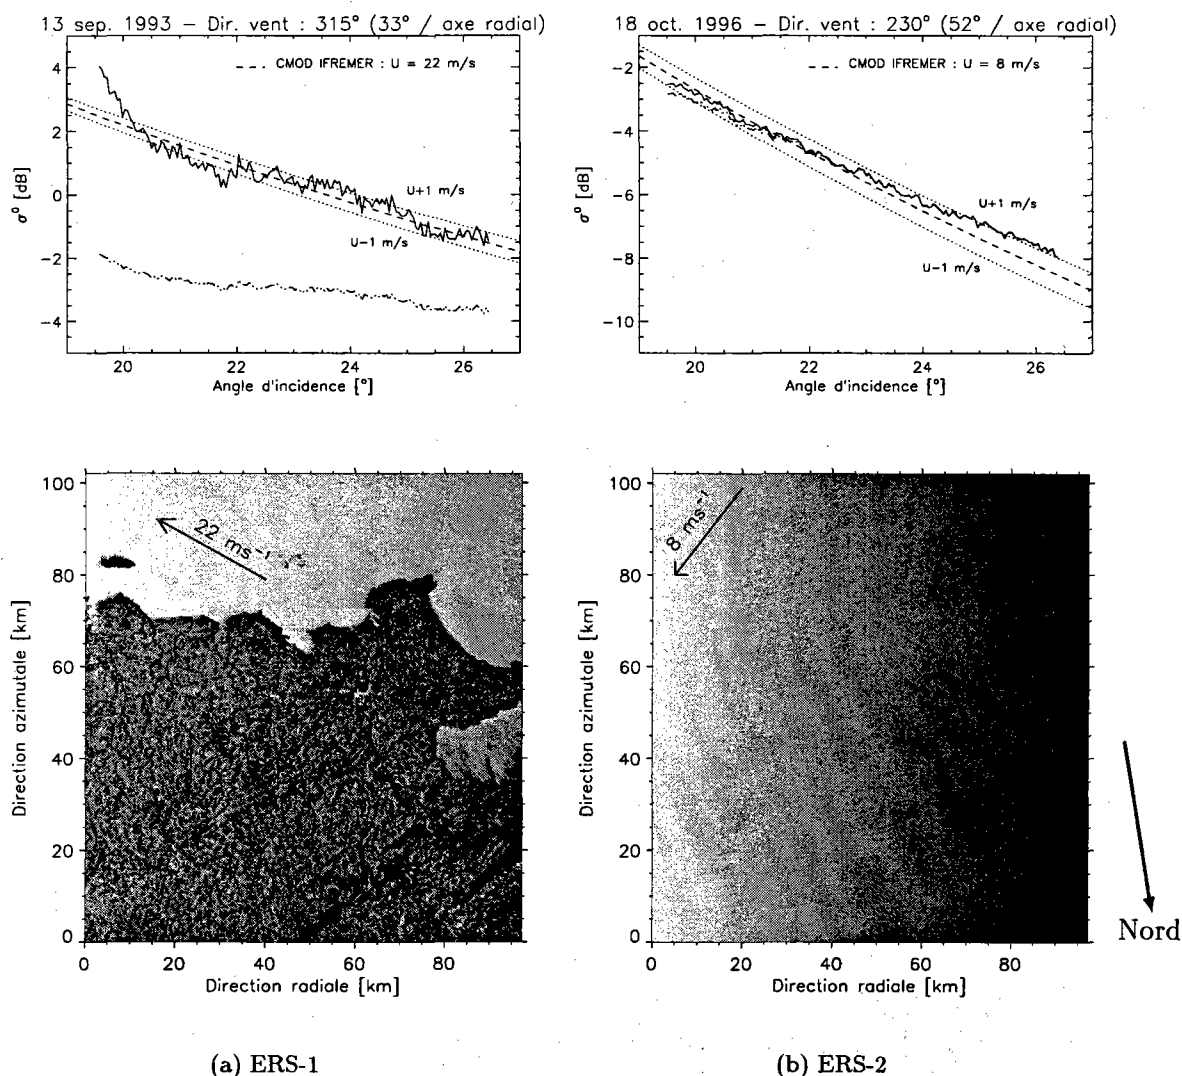 13 sep. 1993 – Dir. vent : 315° (33° / axe radial)
CMOD IFREMER : U = 22 m/s
4
2
0
−2
−4
σ° [dB]
U+1 m/s
U−1 m/s
20 22 24 26
Angle d'incidence [°]
18 oct. 1996 – Dir. vent : 230° (52° / axe radial)
CMOD IFREMER : U = 8 m/s
−2
−4
−6
−8
−10
σ° [dB]
U+1 m/s
U−1 m/s
20 22 24 26
Angle d'incidence [°]
100
80
60
40
20
0
Direction azimutale [km]
22 ms⁻¹
0 20 40 60 80
Direction radiale [km]
100
80
60
40
20
0
Direction azimutale [km]
8 ms⁻¹
0 20 40 60 80
Direction radiale [km]
Nord
(a) ERS-1
(b) ERS-2